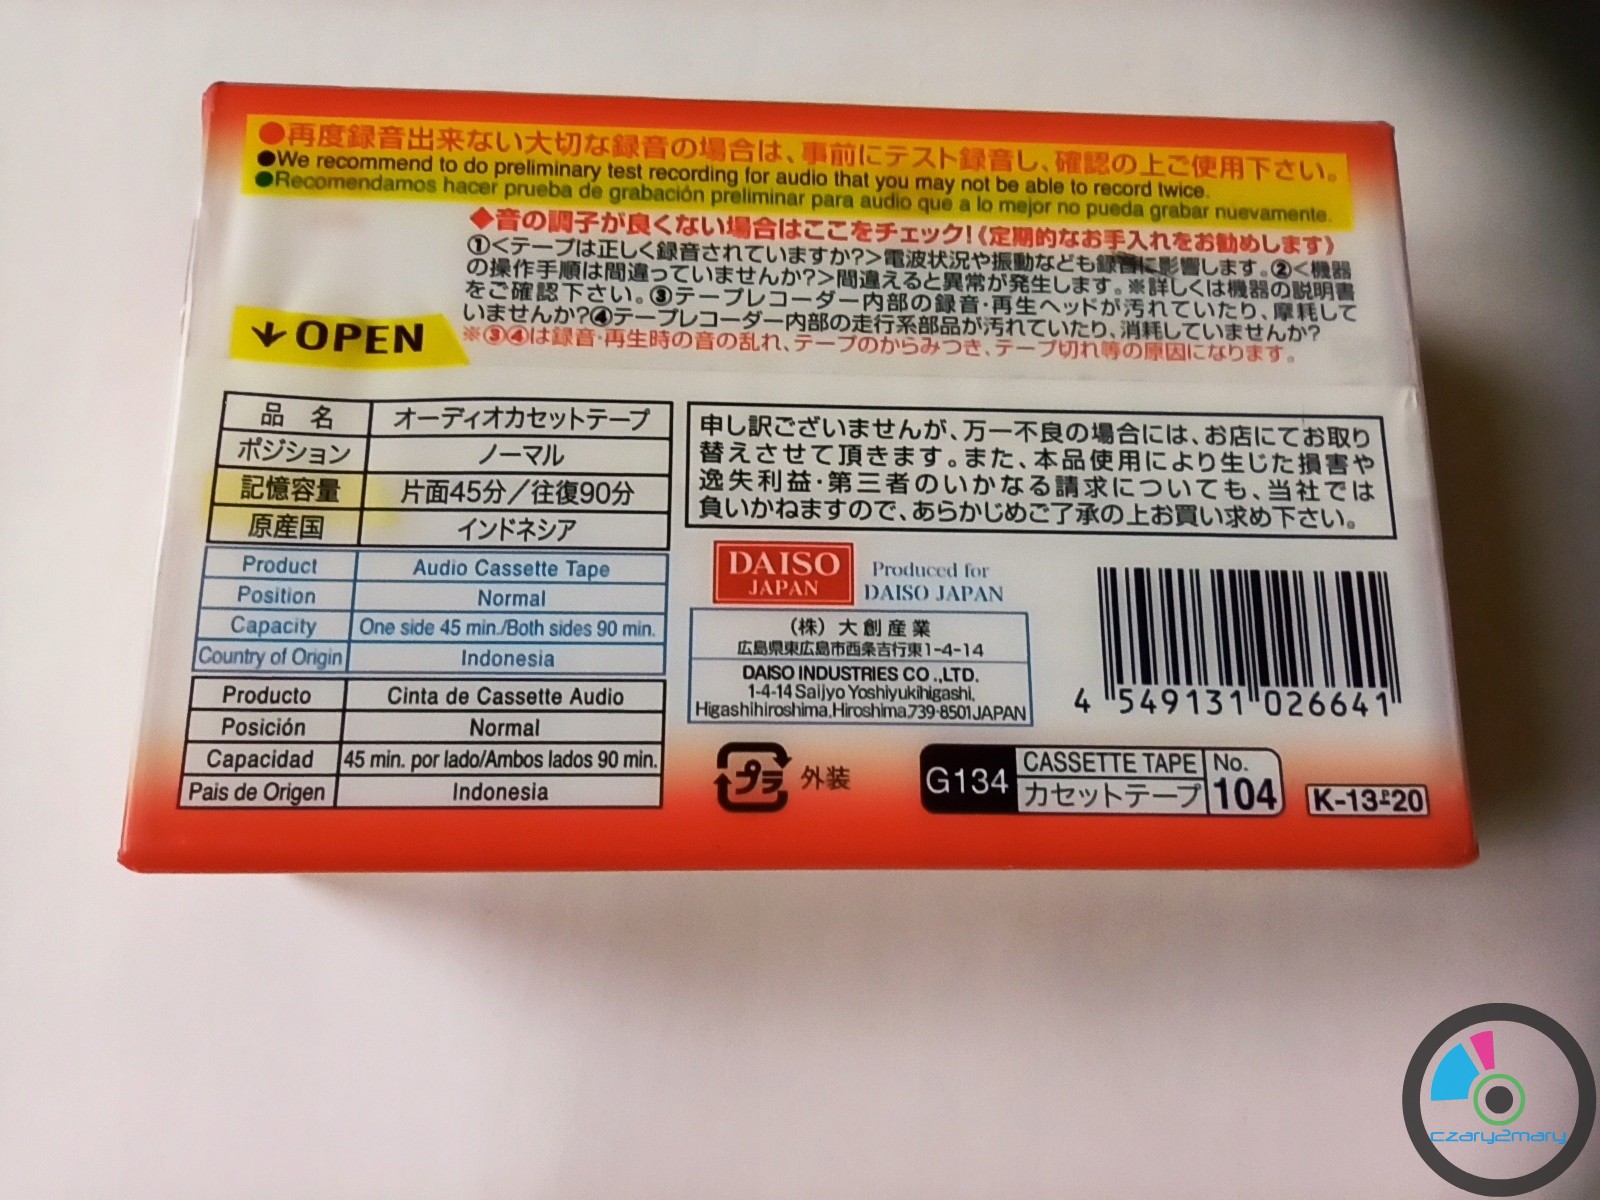 ●再度録音出来ない大切な録音の場合は、事前にテスト録音し、確認の上ご使用下さい。
●We recommend to do preliminary test recording for audio that you may not be able to record twice.
●Recomendamos hacer prueba de grabación preliminar para audio que a lo mejor no pueda grabar nuevamente.
◆音の調子が良くない場合はここをチェック!《定期的なお手入れをお勧めします》
①<テープは正しく録音されていますか?>電波状況や振動なども録音に影響します。②<機器
の操作手順は間違っていませんか?>間違えると異常が発生します。※詳しくは機器の説明書
をご確認下さい。③テープレコーダー内部の録音・再生ヘッドが汚れていたり、摩耗して
いませんか?④テープレコーダー内部の走行系部品が汚れていたり、消耗していませんか?
※③④は録音・再生時の音の乱れ、テープのからみつき、テープ切れ等の原因になります。
↓OPEN
品 名 オーディオカセットテープ
ポジション ノーマル
記憶容量 片面45分/往復90分
原産国 インドネシア
Product Audio Cassette Tape
Position Normal
Capacity One side 45 min./Both sides 90 min.
Country of Origin Indonesia
Producto Cinta de Cassette Audio
Posición Normal
Capacidad 45 min. por lado/Ambos lados 90 min.
Pais de Origen Indonesia
申し訳ございませんが、万一不良の場合には、お店にてお取り
替えさせて頂きます。また、本品使用により生じた損害や
逸失利益・第三者のいかなる請求についても、当社では
負いかねますので、あらかじめご了承の上お買い求め下さい。
DAISO
JAPAN
Produced for
DAISO JAPAN
(株)大創産業
広島県東広島市西条吉行東1-4-14
DAISO INDUSTRIES CO.,LTD.
1-4-14 Saijyo Yoshiyukihigashi,
Higashihiroshima,Hiroshima,739-8501 JAPAN
4 549131 026641
プラ 外装
G134 CASSETTE TAPE No.
カセットテープ 104
K-13 20
czary2mary